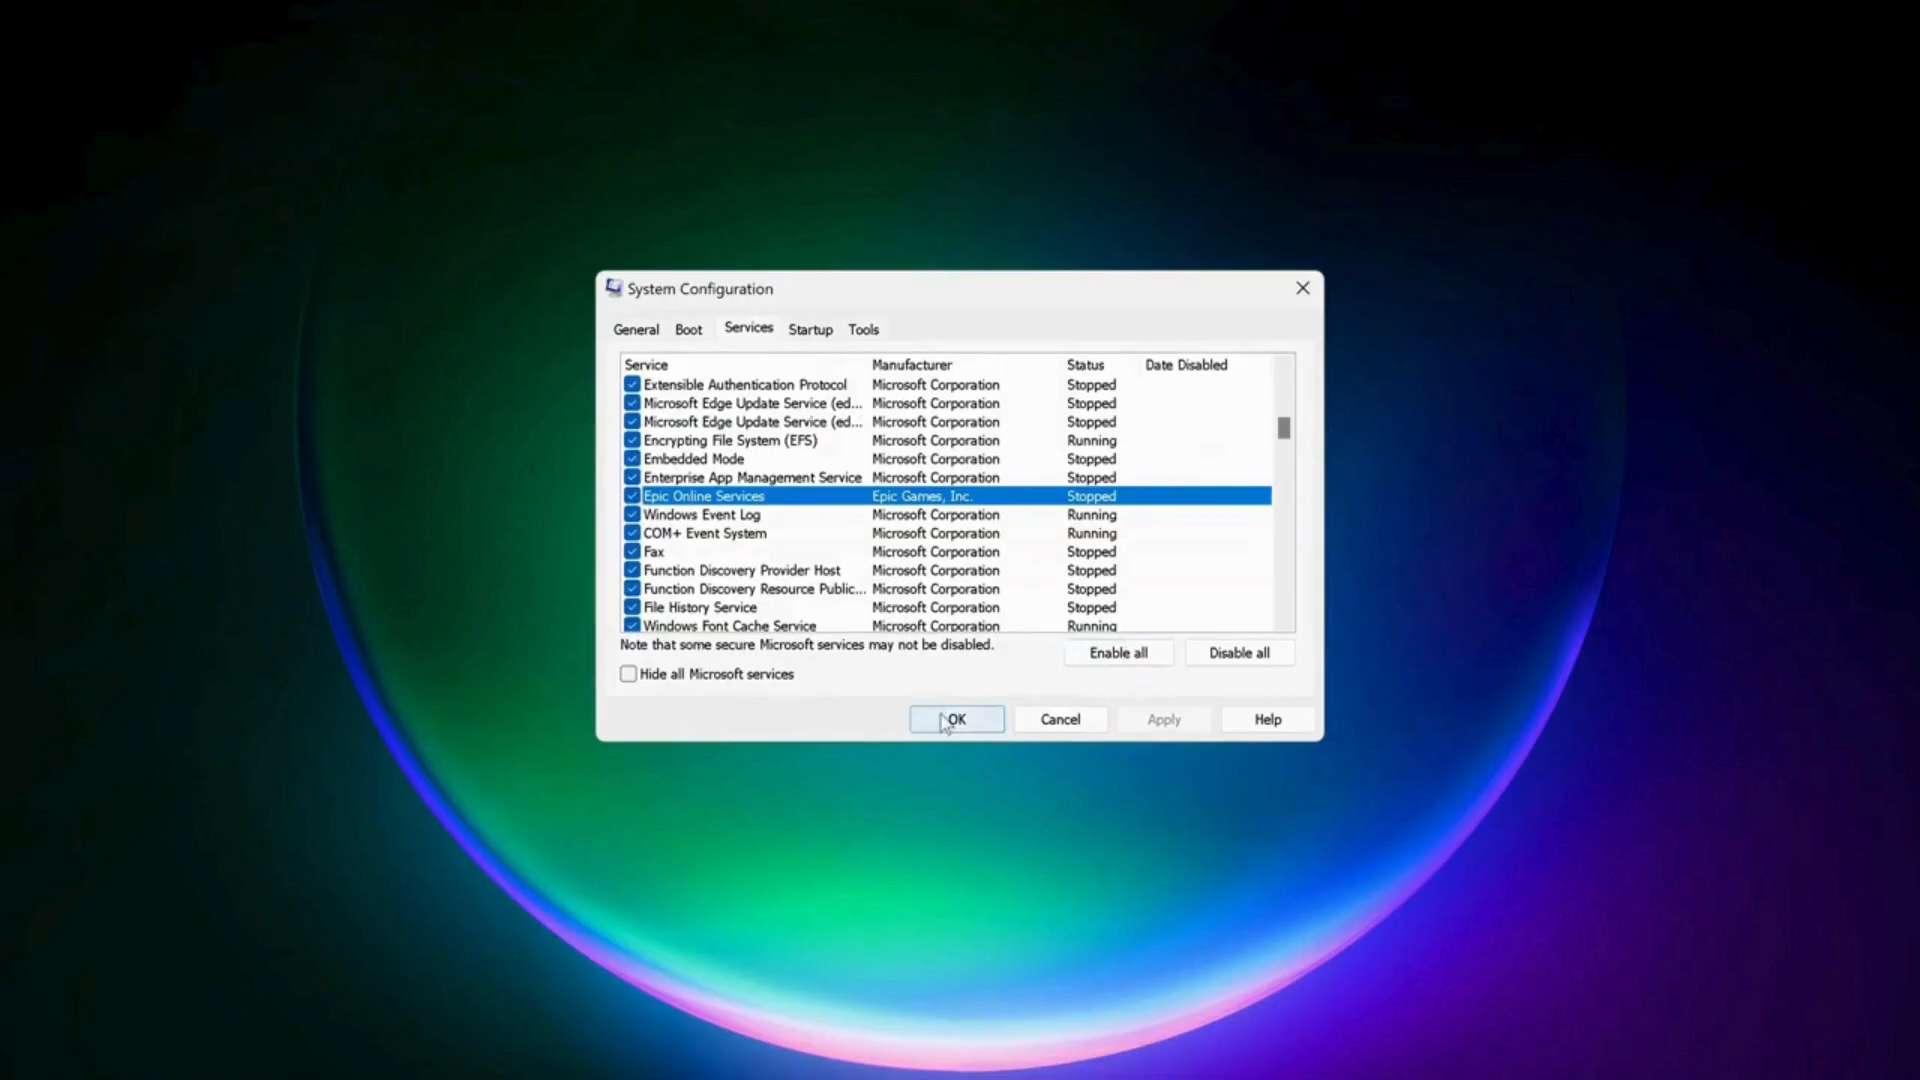 System Configuration
General Boot Services Startup Tools
Service Manufacturer Status Date Disabled
Extensible Authentication Protocol Microsoft Corporation Stopped
Microsoft Edge Update Service (ed... Microsoft Corporation Stopped
Microsoft Edge Update Service (ed... Microsoft Corporation Stopped
Encrypting File System (EFS) Microsoft Corporation Running
Embedded Mode Microsoft Corporation Stopped
Enterprise App Management Service Microsoft Corporation Stopped
Epic Online Services Epic Games, Inc. Stopped
Windows Event Log Microsoft Corporation Running
COM+ Event System Microsoft Corporation Running
Fax Microsoft Corporation Stopped
Function Discovery Provider Host Microsoft Corporation Stopped
Function Discovery Resource Public... Microsoft Corporation Stopped
File History Service Microsoft Corporation Stopped
Windows Font Cache Service Microsoft Corporation Running
Note that some secure Microsoft services may not be disabled.
Enable all Disable all
Hide all Microsoft services
OK Cancel Apply Help